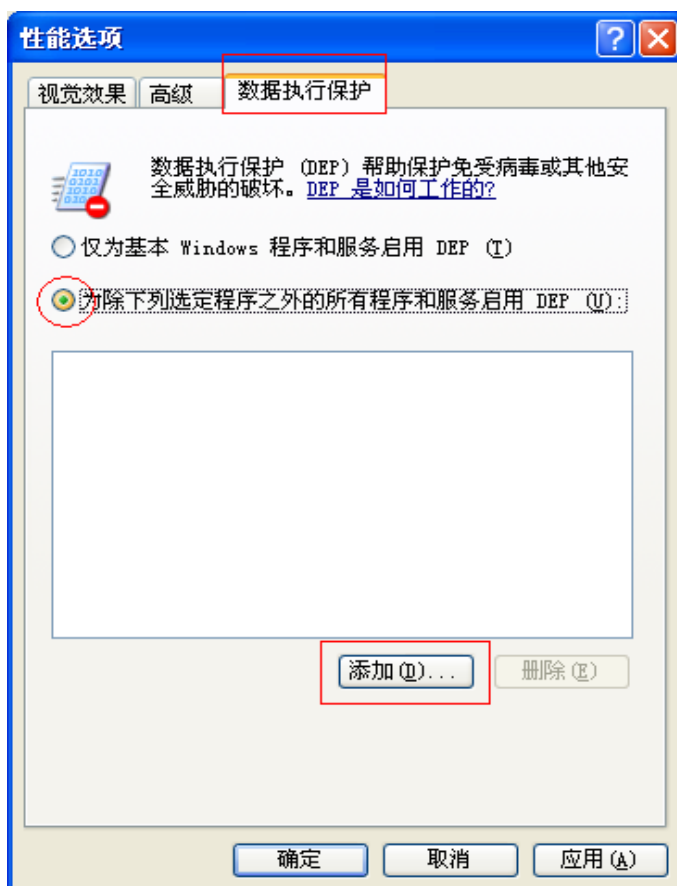 性能选项
视觉效果 高级 数据执行保护
1010
0101
1010
0101
数据执行保护 (DEP) 帮助保护免受病毒或其他安
全威胁的破坏。DEP 是如何工作的?
仅为基本 Windows 程序和服务启用 DEP (T)
为除下列选定程序之外的所有程序和服务启用 DEP (U):
添加(D)... 删除(E)
确定 取消 应用(A)